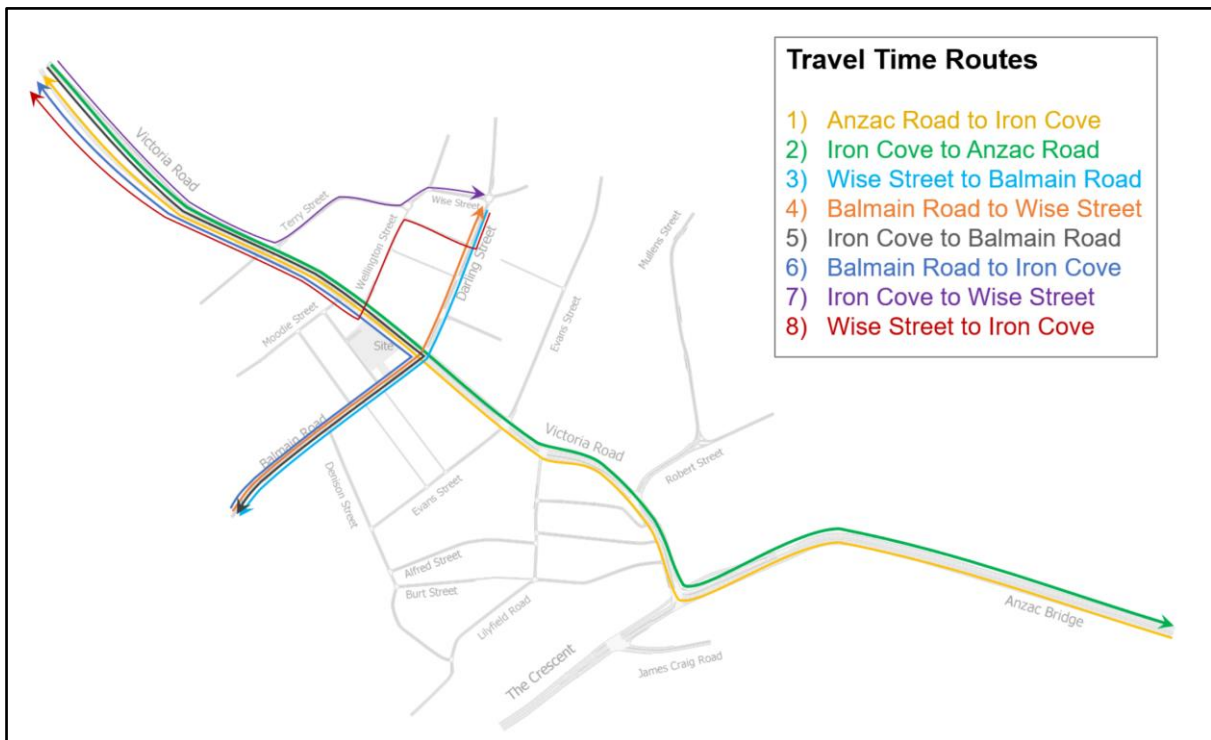 Travel Time Routes
1) Anzac Road to Iron Cove
2) Iron Cove to Anzac Road
3) Wise Street to Balmain Road
4) Balmain Road to Wise Street
5) Iron Cove to Balmain Road
6) Balmain Road to Iron Cove
7) Iron Cove to Wise Street
8) Wise Street to Iron Cove
Victoria Road
Terry Street
Wise Street
Wellington Street
Darling Street
Mullens Street
Moodie Street
Site
Evans Street
Balmain Road
Victoria Road
Robert Street
Denison Street
Evans Street
Alfred Street
Burt Street
Lilyfield Road
Anzac Bridge
The Crescent
James Craig Road